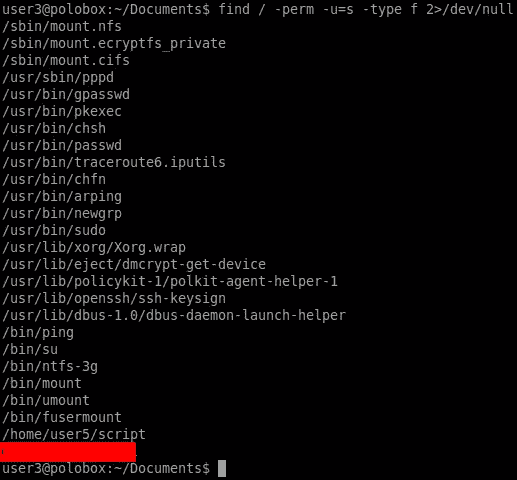 user3@polobox:~/Documents$ find / -perm -u=s -type f 2>/dev/null
/sbin/mount.nfs
/sbin/mount.ecryptfs_private
/sbin/mount.cifs
/usr/sbin/pppd
/usr/bin/gpasswd
/usr/bin/pkexec
/usr/bin/chsh
/usr/bin/passwd
/usr/bin/traceroute6.iputils
/usr/bin/chfn
/usr/bin/arping
/usr/bin/newgrp
/usr/bin/sudo
/usr/lib/xorg/Xorg.wrap
/usr/lib/eject/dmcrypt-get-device
/usr/lib/policykit-1/polkit-agent-helper-1
/usr/lib/openssh/ssh-keysign
/usr/lib/dbus-1.0/dbus-daemon-launch-helper
/bin/ping
/bin/su
/bin/ntfs-3g
/bin/mount
/bin/umount
/bin/fusermount
/home/user5/script
user3@polobox:~/Documents$